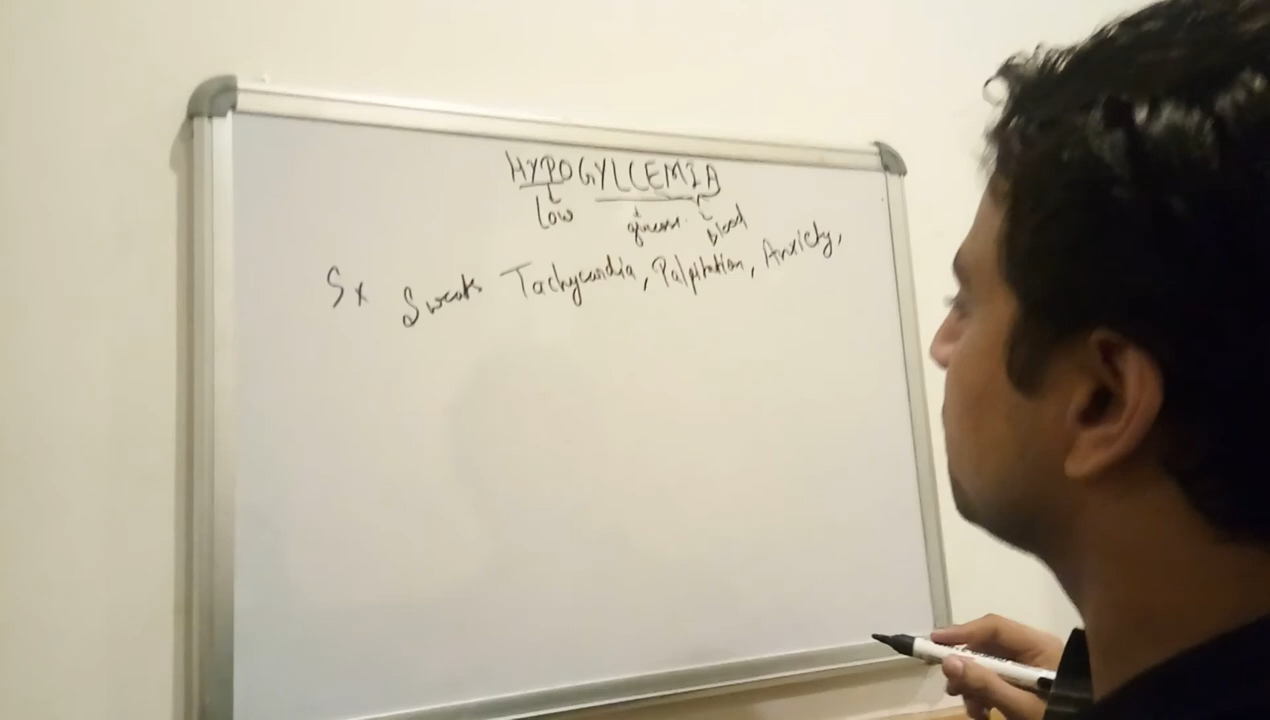 HYPOGYLCEMIA
Low glucose blood
Sx Sweats Tachycardia, Palpitation, Anxiety,